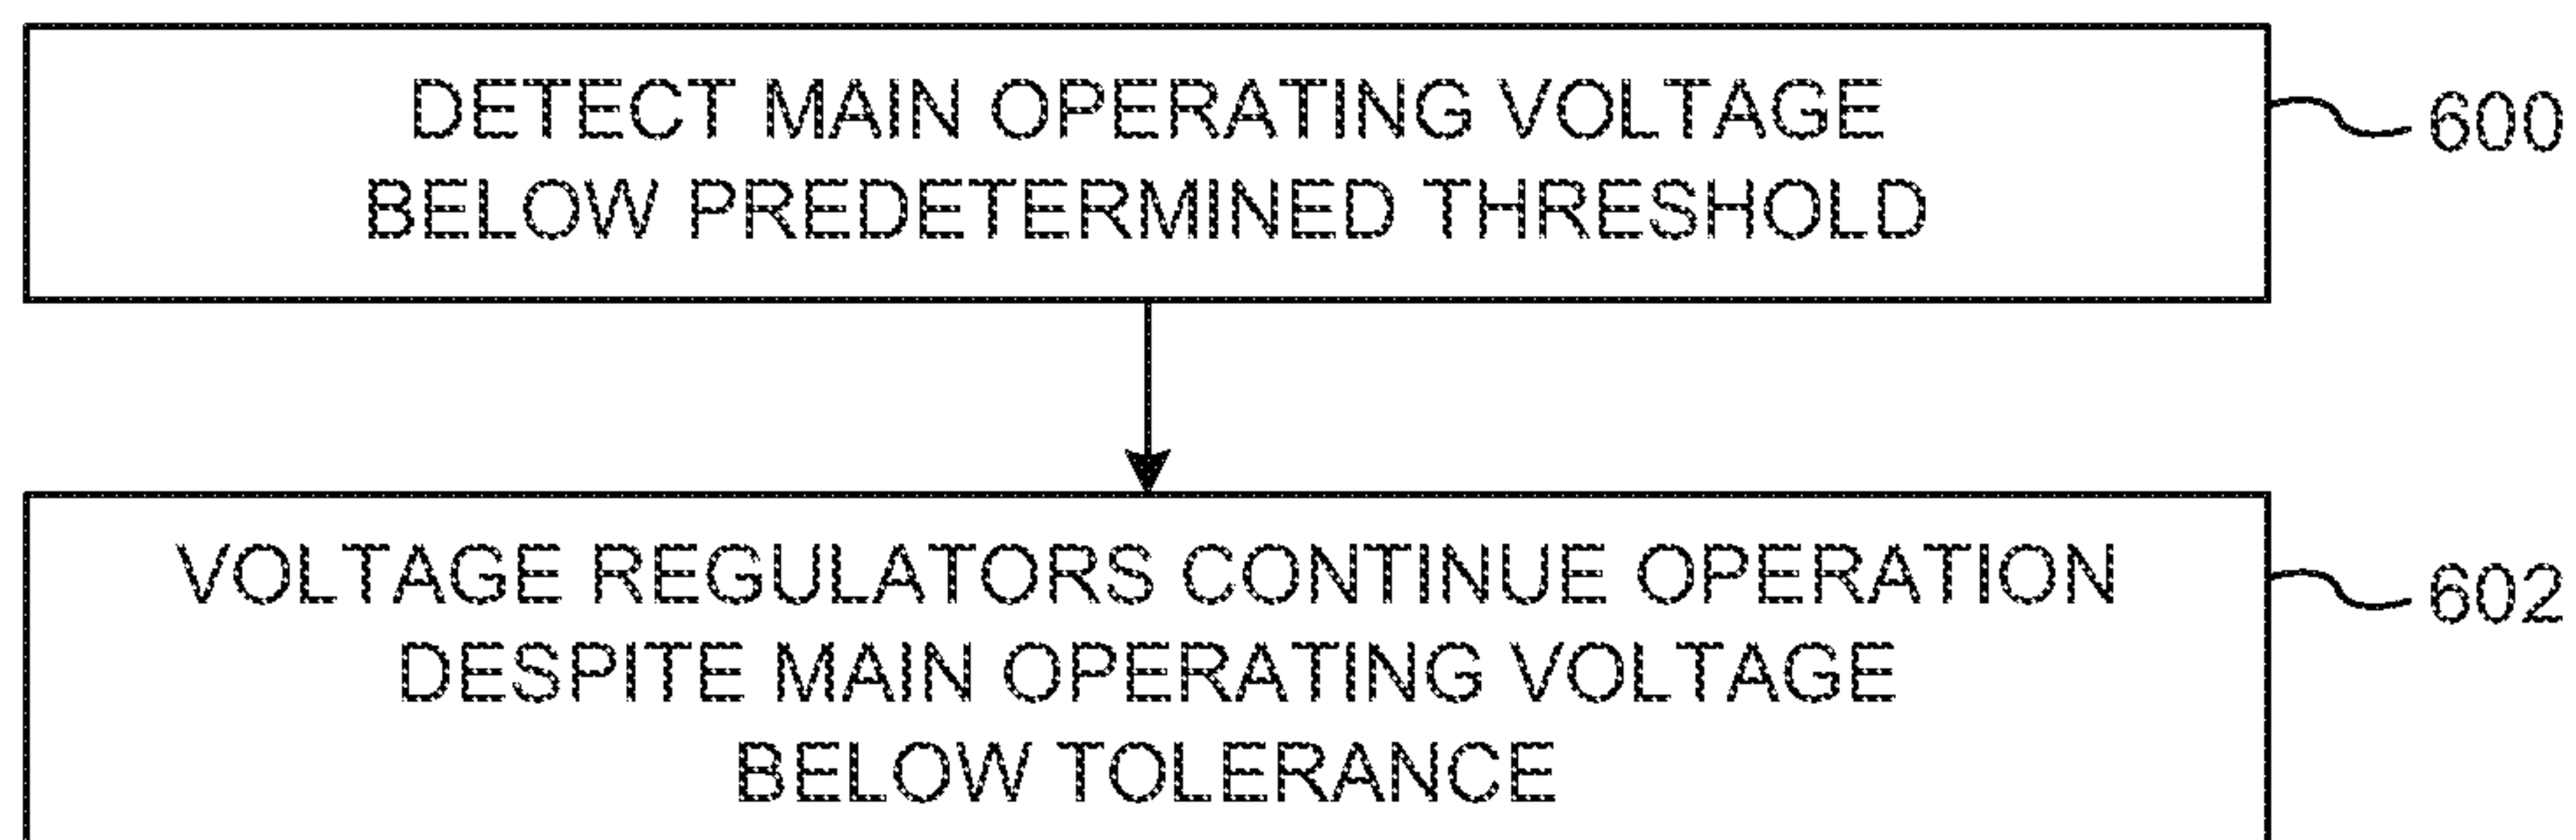 DETECT MAIN OPERATING VOLTAGE
BELOW PREDETERMINED THRESHOLD
600
VOLTAGE REGULATORS CONTINUE OPERATION
DESPITE MAIN OPERATING VOLTAGE
BELOW TOLERANCE
602